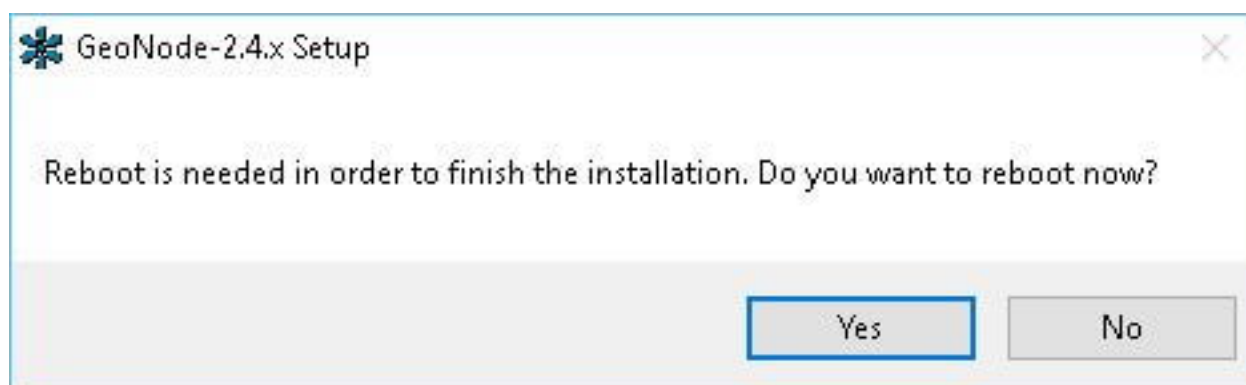 GeoNode-2.4.x Setup
Reboot is needed in order to finish the installation. Do you want to reboot now?
Yes No